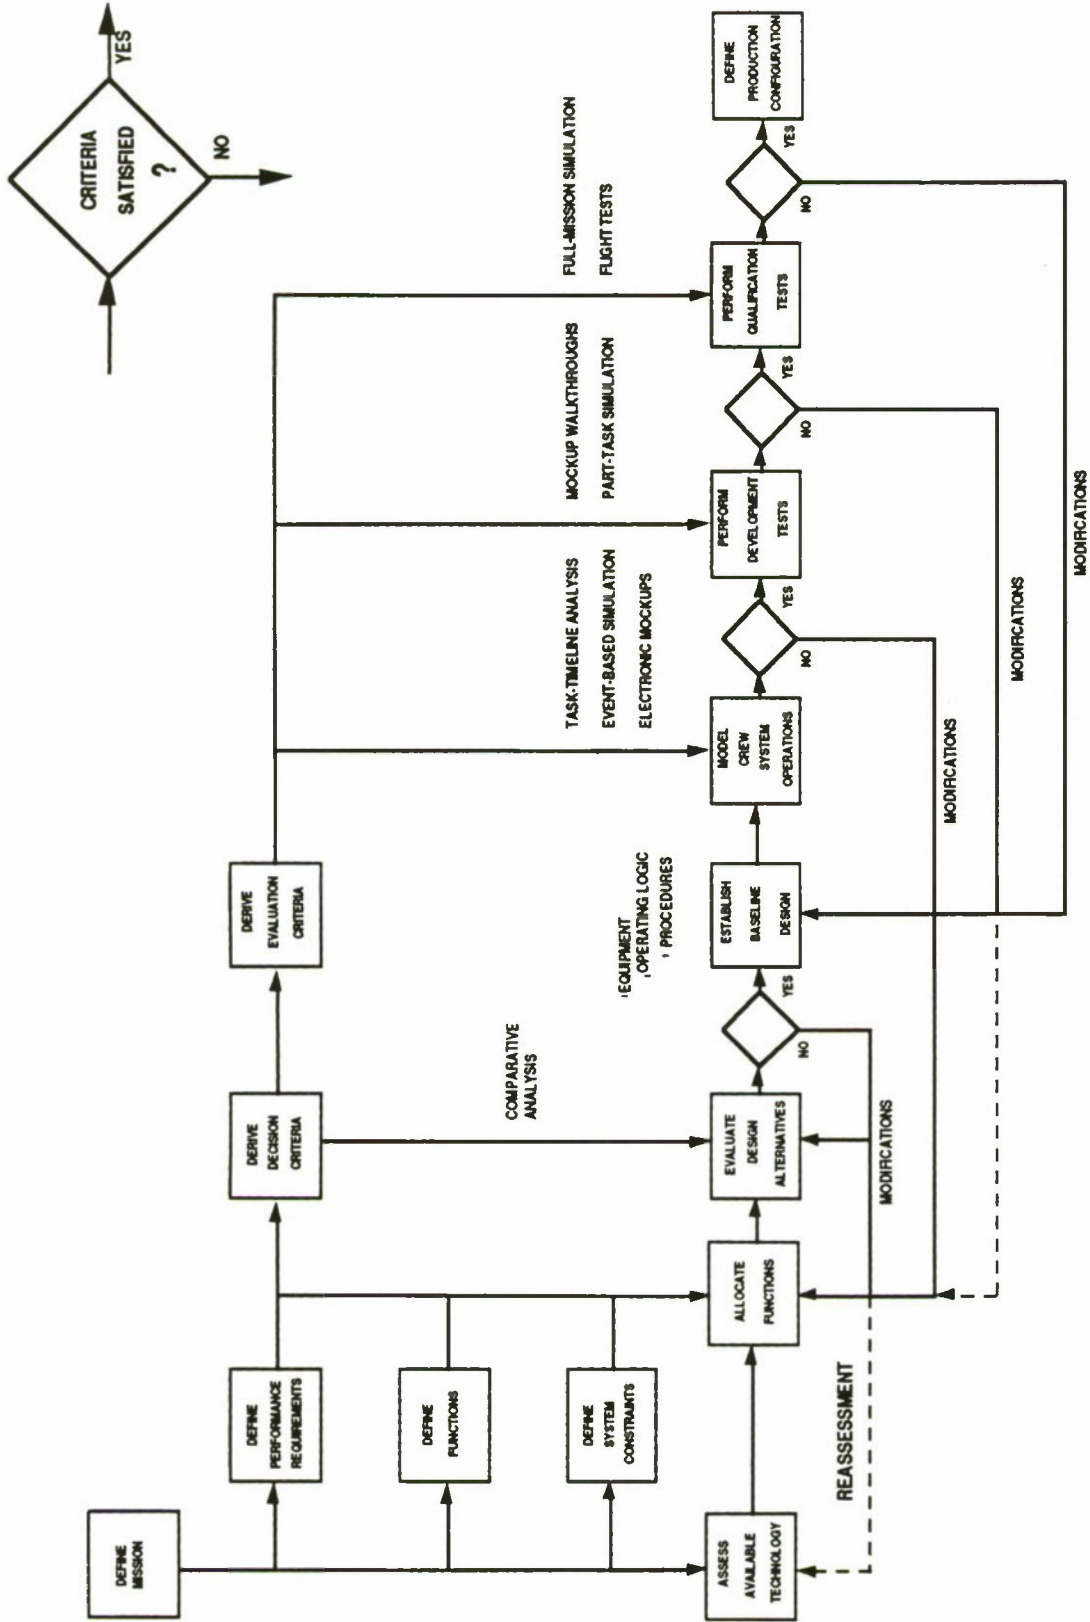 DEFINE
MISSION
DEFINE
PERFORMANCE
REQUIREMENTS
DEFINE
FUNCTIONS
DEFINE
SYSTEM
CONSTRAINTS
ASSESS
AVAILABLE
TECHNOLOGY
DERIVE
DECISION
CRITERIA
COMPARATIVE
ANALYSIS
ALLOCATE
FUNCTIONS
EVALUATE
DESIGN
ALTERNATIVES
YES
NO
MODIFICATIONS
REASSESSMENT
DERIVE
EVALUATION
CRITERIA
EQUIPMENT
OPERATING LOGIC
PROCEDURES
ESTABLISH
BASELINE
DESIGN
TASK-TIMELINE ANALYSIS
EVENT-BASED SIMULATION
ELECTRONIC MOCKUPS
MODEL
CREW
SYSTEM
OPERATIONS
YES
NO
MODIFICATIONS
MOCKUP WALKTHROUGHS
PART-TASK SIMULATION
PERFORM
DEVELOPMENT
TESTS
YES
NO
MODIFICATIONS
FULL-MISSION SIMULATION
FLIGHT TESTS
PERFORM
QUALIFICATION
TESTS
YES
NO
MODIFICATIONS
DEFINE
PRODUCTION
CONFIGURATION
CRITERIA
SATISFIED
?
YES
NO